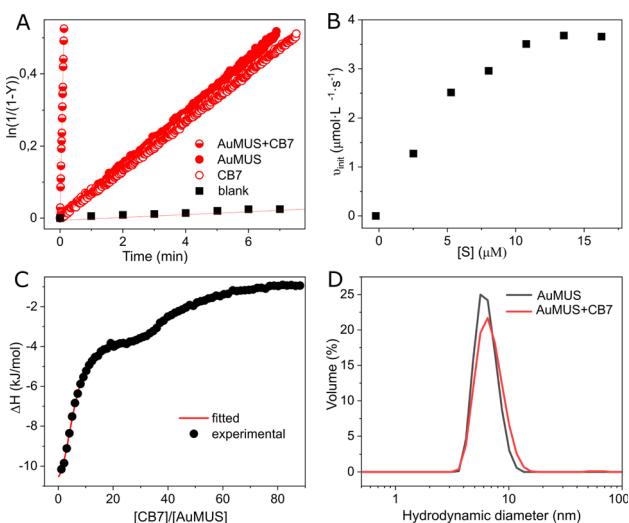 A
ln(1/(1-Y))
0,4
0,2
0
AuMUS+CB7
AuMUS
CB7
blank
0 2 4 6 8
Time (min)
B
υinit (μmol·L⁻¹·s⁻¹)
4
3
2
1
0
0 5 10 15
[S] (μM)
C
ΔH (kJ/mol)
-2
-4
-6
-8
-10
fitted
experimental
0 20 40 60 80
[CB7]/[AuMUS]
D
Volume (%)
30
25
20
15
10
5
0
AuMUS
AuMUS+CB7
1 10 100
Hydrodynamic diameter (nm)